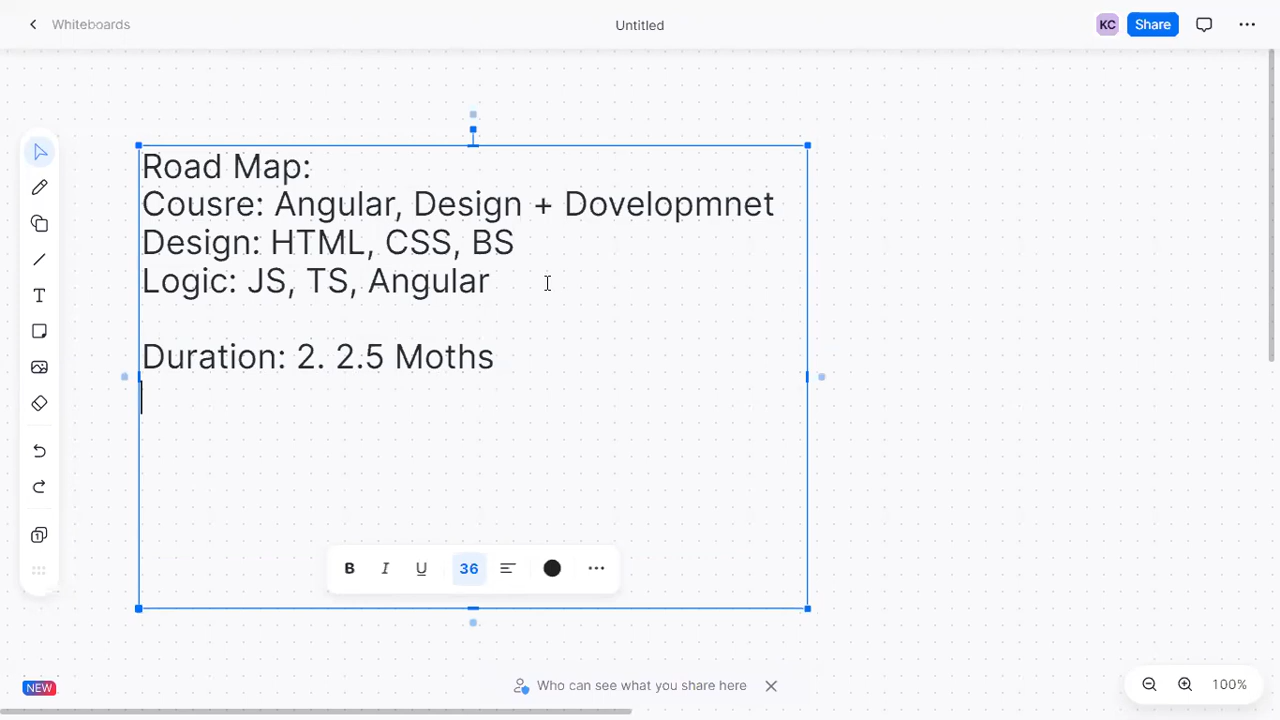 Whiteboards
Untitled
KC
Share
Road Map:
Cousre: Angular, Design + Dovelopmnet
Design: HTML, CSS, BS
Logic: JS, TS, Angular
Duration: 2. 2.5 Moths
B I U 36
NEW
Who can see what you share here
100%